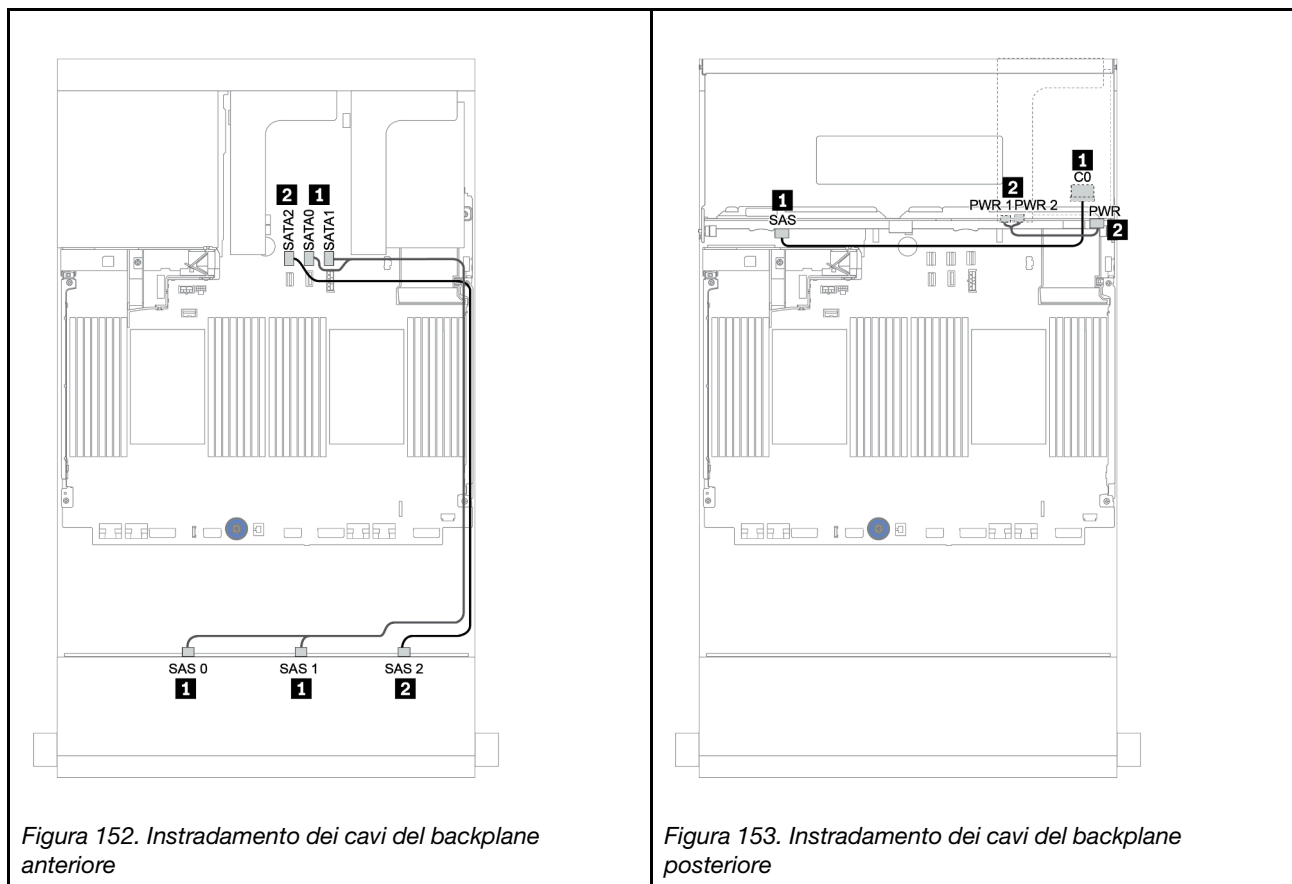 2 1
SATA2
SATA0
SATA1
SAS 0
1
SAS 1
1
SAS 2
2
Figura 152. Instradamento dei cavi del backplane
anteriore
1
SAS
2
PWR 1 PWR 2
1
C0
PWR
2
Figura 153. Instradamento dei cavi del backplane
posteriore